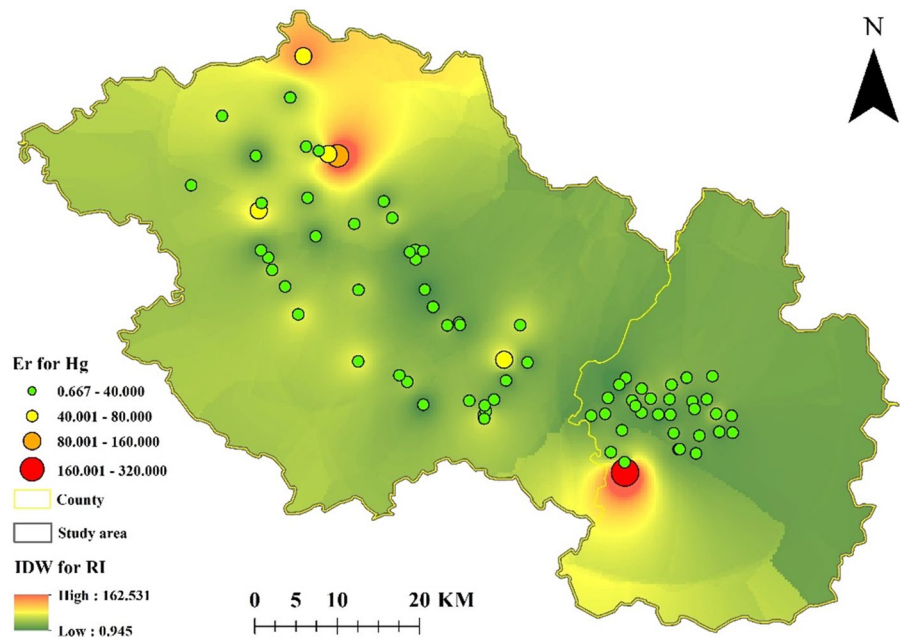 N
Er for Hg
0.667 - 40.000
40.001 - 80.000
80.001 - 160.000
160.001 - 320.000
County
Study area
IDW for RI
High : 162.531
Low : 0.945
0 5 10 20 KM